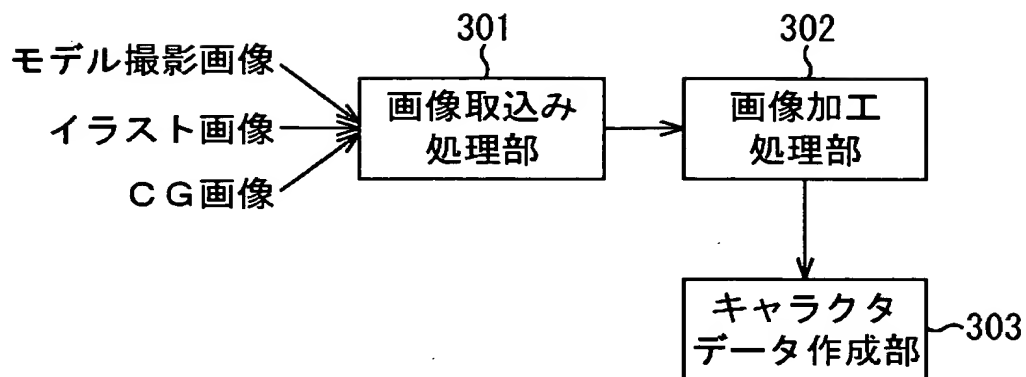 モデル撮影画像
イラスト画像
CG画像
301
画像取込み
処理部
302
画像加工
処理部
キャラクタ
データ作成部
303